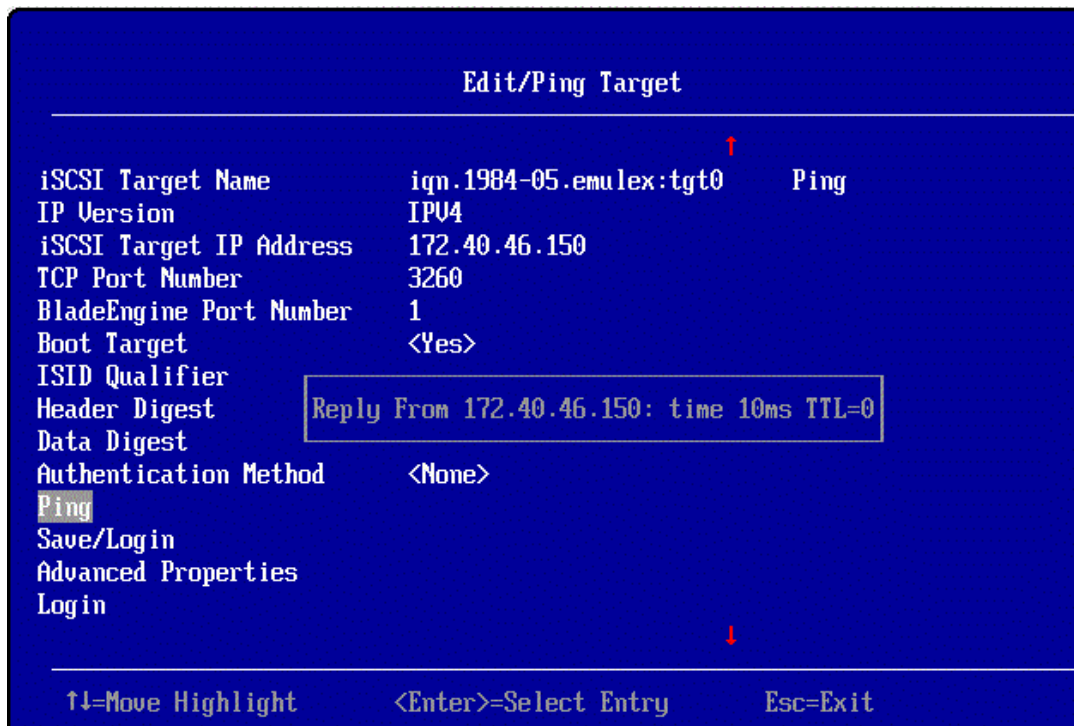 Edit/Ping Target
↑
iSCSI Target Name iqn.1984-05.emulex:tgt0 Ping
IP Version IPV4
iSCSI Target IP Address 172.40.46.150
TCP Port Number 3260
BladeEngine Port Number 1
Boot Target <Yes>
ISID Qualifier
Header Digest Reply From 172.40.46.150: time 10ms TTL=0
Data Digest
Authentication Method <None>
Ping
Save/Login
Advanced Properties
Login
↓
↑↓=Move Highlight <Enter>=Select Entry Esc=Exit